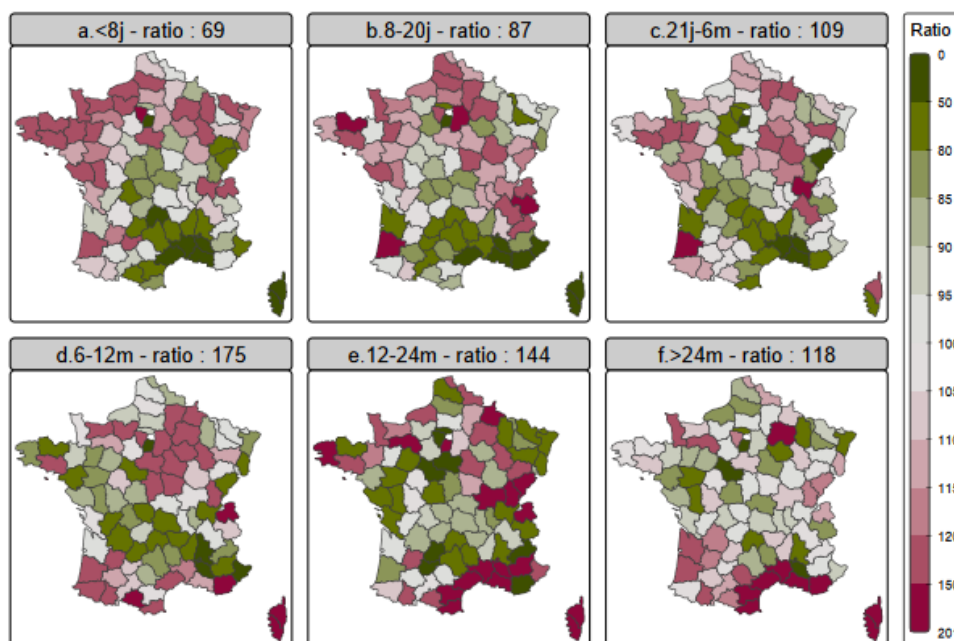 a.<8j - ratio : 69
b.8-20j - ratio : 87
c.21j-6m - ratio : 109
Ratio
0
50
80
85
90
95
100
105
110
115
120
150
201
d.6-12m - ratio : 175
e.12-24m - ratio : 144
f.>24m - ratio : 118